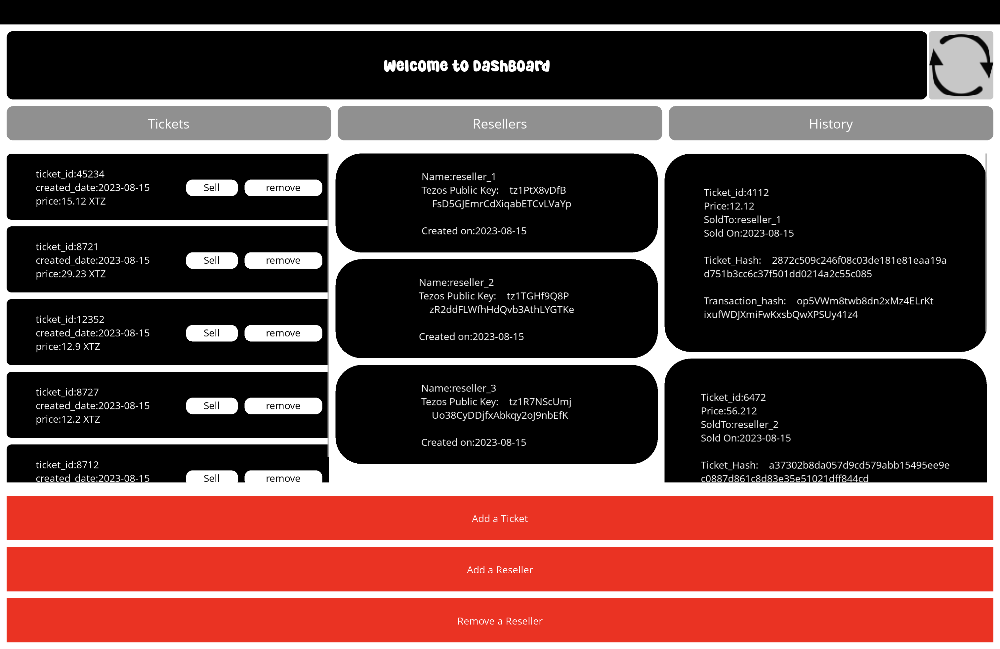 Welcome to DashBoard
Tickets
Resellers
History
ticket_id:45234
created_date:2023-08-15
price:15.12 XTZ
Sell
remove
ticket_id:8721
created_date:2023-08-15
price:29.23 XTZ
Sell
remove
ticket_id:12352
created_date:2023-08-15
price:12.9 XTZ
Sell
remove
ticket_id:8727
created_date:2023-08-15
price:12.2 XTZ
Sell
remove
ticket_id:8712
created_date:2023-08-15
Sell
remove
Name:reseller_1
Tezos Public Key: tz1PtX8vDfB
FsD5GJEmrCdXiqabETCvLVaYp
Created on:2023-08-15
Name:reseller_2
Tezos Public Key: tz1TGHf9Q8P
zR2ddFLWfhHdQvb3AthLYGTKe
Created on:2023-08-15
Name:reseller_3
Tezos Public Key: tz1R7NScUmj
Uo38CyDDjfxAbkqy2oJ9nbEfK
Created on:2023-08-15
Ticket_id:4112
Price:12.12
SoldTo:reseller_1
Sold On:2023-08-15
Ticket_Hash: 2872c509c246f08c03de181e81eaa19a
d751b3cc6c37f501dd0214a2c55c085
Transaction_hash: op5VWm8twb8dn2xMz4ELrKt
ixufWDJXmiFwKxsbQwXPSUy41z4
Ticket_id:6472
Price:56.212
SoldTo:reseller_2
Sold On:2023-08-15
Ticket_Hash: a37302b8da057d9cd579abb15495ee9e
c0887d861c8d83e35e51021dff844cd
Add a Ticket
Add a Reseller
Remove a Reseller